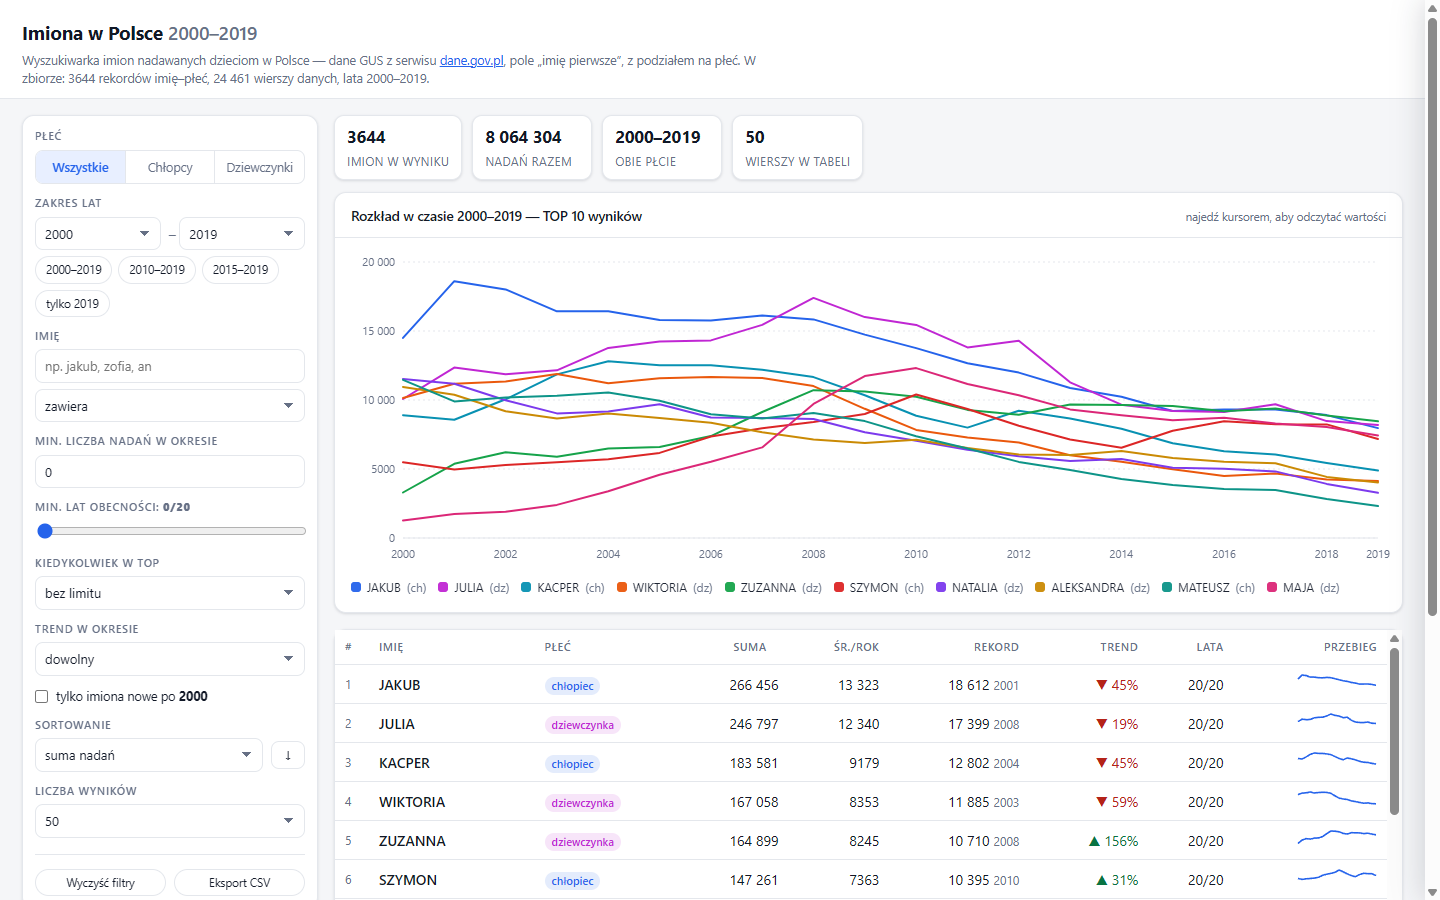 Imiona w Polsce 2000–2019
Wyszukiwarka imion nadawanych dzieciom w Polsce — dane GUS z serwisu dane.gov.pl, pole „imię pierwsze”, z podziałem na płeć. W
zbiorze: 3644 rekordów imię–płeć, 24 461 wierszy danych, lata 2000–2019.
PŁEĆ
Wszystkie Chłopcy Dziewczynki
ZAKRES LAT
2000 – 2019
2000–2019 2010–2019 2015–2019
tylko 2019
IMIĘ
np. jakub, zofia, an
zawiera
MIN. LICZBA NADAŃ W OKRESIE
0
MIN. LAT OBECNOŚCI: 0/20
KIEDYKOLWIEK W TOP
bez limitu
TREND W OKRESIE
dowolny
tylko imiona nowe po 2000
SORTOWANIE
suma nadań ↓
LICZBA WYNIKÓW
50
Wyczyść filtry Eksport CSV
3644
IMION W WYNIKU
8 064 304
NADAŃ RAZEM
2000–2019
OBIE PŁCIE
50
WIERSZY W TABELI
Rozkład w czasie 2000–2019 — TOP 10 wyników najedź kursorem, aby odczytać wartości
20 000
15 000
10 000
5000
0
2000 2002 2004 2006 2008 2010 2012 2014 2016 2018 2019
JAKUB (ch) JULIA (dz) KACPER (ch) WIKTORIA (dz) ZUZANNA (dz) SZYMON (ch) NATALIA (dz) ALEKSANDRA (dz) MATEUSZ (ch) MAJA (dz)
# IMIĘ PŁEĆ SUMA ŚR./ROK REKORD TREND LATA PRZEBIEG
1 JAKUB chłopiec 266 456 13 323 18 612 2001 ▼ 45% 20/20
2 JULIA dziewczynka 246 797 12 340 17 399 2008 ▼ 19% 20/20
3 KACPER chłopiec 183 581 9179 12 802 2004 ▼ 45% 20/20
4 WIKTORIA dziewczynka 167 058 8353 11 885 2003 ▼ 59% 20/20
5 ZUZANNA dziewczynka 164 899 8245 10 710 2008 ▲ 156% 20/20
6 SZYMON chłopiec 147 261 7363 10 395 2010 ▲ 31% 20/20